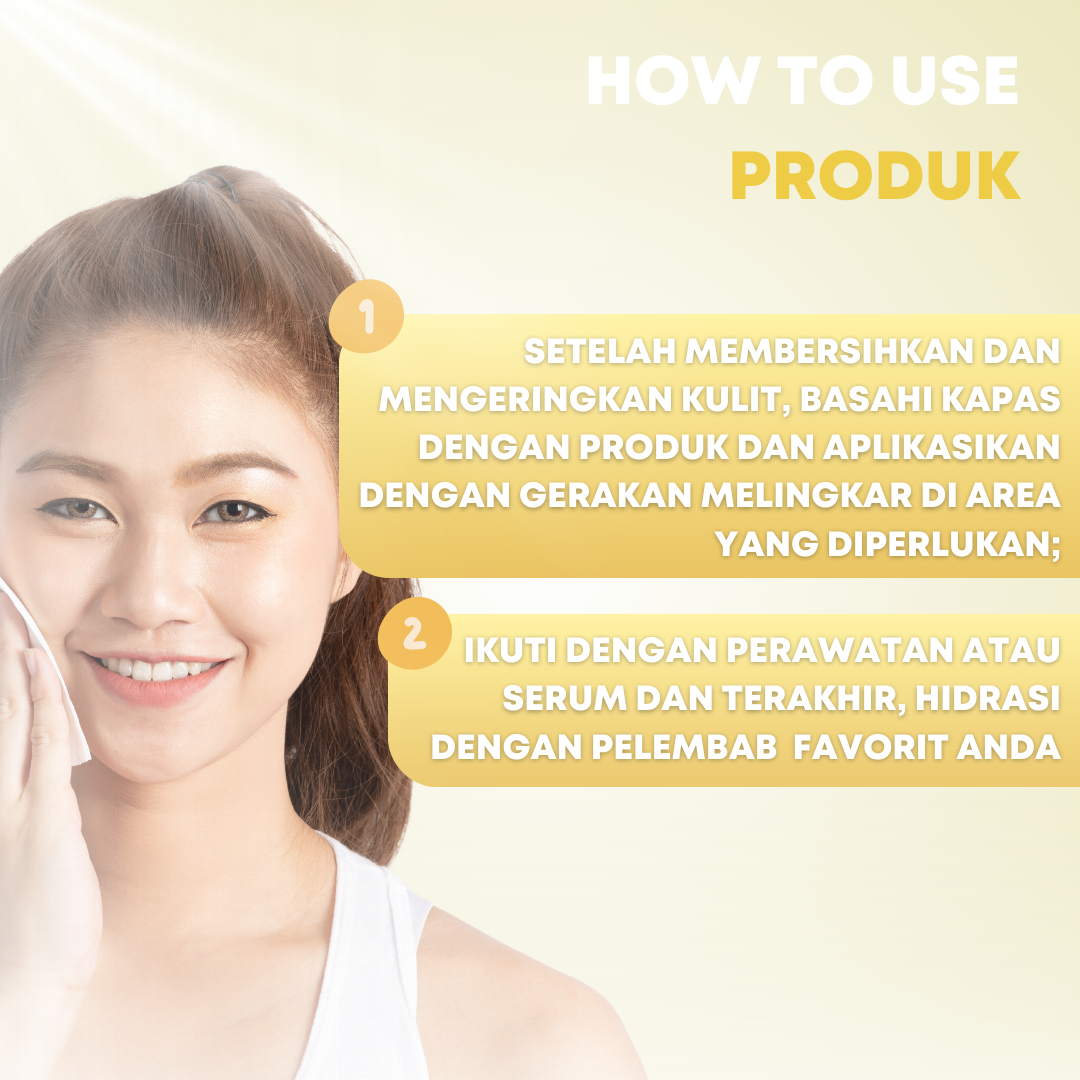 HOW TO USE
PRODUK
1
SETELAH MEMBERSIHKAN DAN
MENGERINGKAN KULIT, BASAHI KAPAS
DENGAN PRODUK DAN APLIKASIKAN
DENGAN GERAKAN MELINGKAR DI AREA
YANG DIPERLUKAN;
2
IKUTI DENGAN PERAWATAN ATAU
SERUM DAN TERAKHIR, HIDRASI
DENGAN PELEMBAB  FAVORIT ANDA